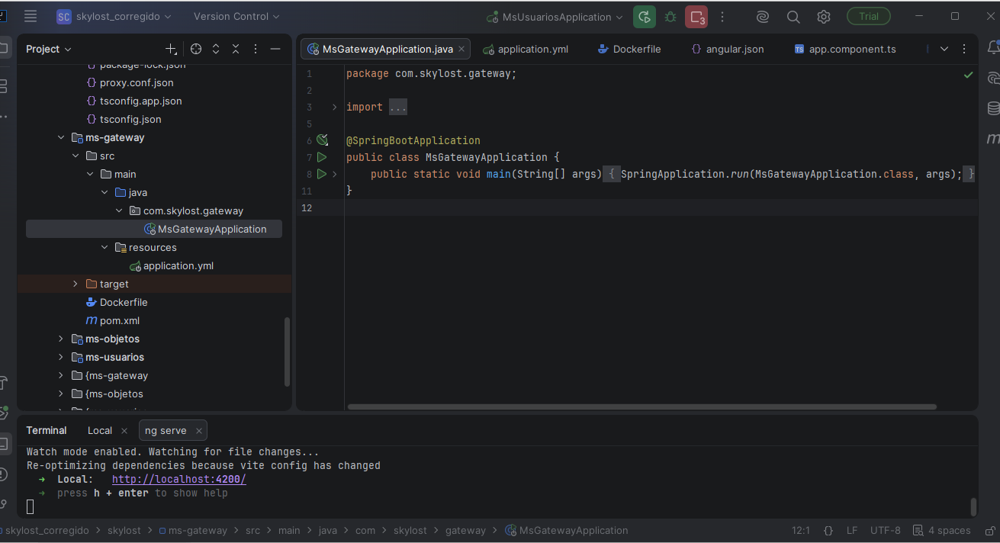 SC skylost_corregido Version Control MsUsuariosApplication 3 Trial
Project
package-lock.json
proxy.conf.json
tsconfig.app.json
tsconfig.json
ms-gateway
src
main
java
com.skylost.gateway
MsGatewayApplication
resources
application.yml
target
Dockerfile
m pom.xml
ms-objetos
ms-usuarios
{ms-gateway
{ms-objetos
MsGatewayApplication.java application.yml Dockerfile {} angular.json TS app.component.ts
1 package com.skylost.gateway;
2
3 import ...
5
6 @SpringBootApplication
7 public class MsGatewayApplication {
8 public static void main(String[] args) { SpringApplication.run(MsGatewayApplication.class, args); }
11 }
12
Terminal Local ng serve
Watch mode enabled. Watching for file changes...
Re-optimizing dependencies because vite config has changed
➜ Local: http://localhost:4200/
➜ press h + enter to show help
skylost_corregido > skylost > ms-gateway > src > main > java > com > skylost > gateway > MsGatewayApplication 12:1 {} LF UTF-8 4 spaces